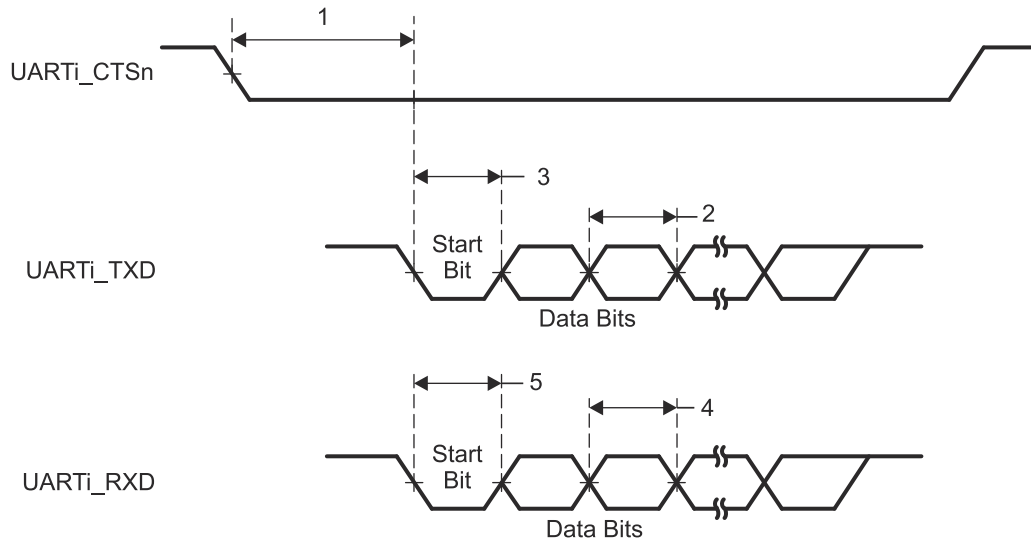 1
UARTi_CTSn
3
2
UARTi_TXD
Start
Bit
Data Bits
5
4
UARTi_RXD
Start
Bit
Data Bits